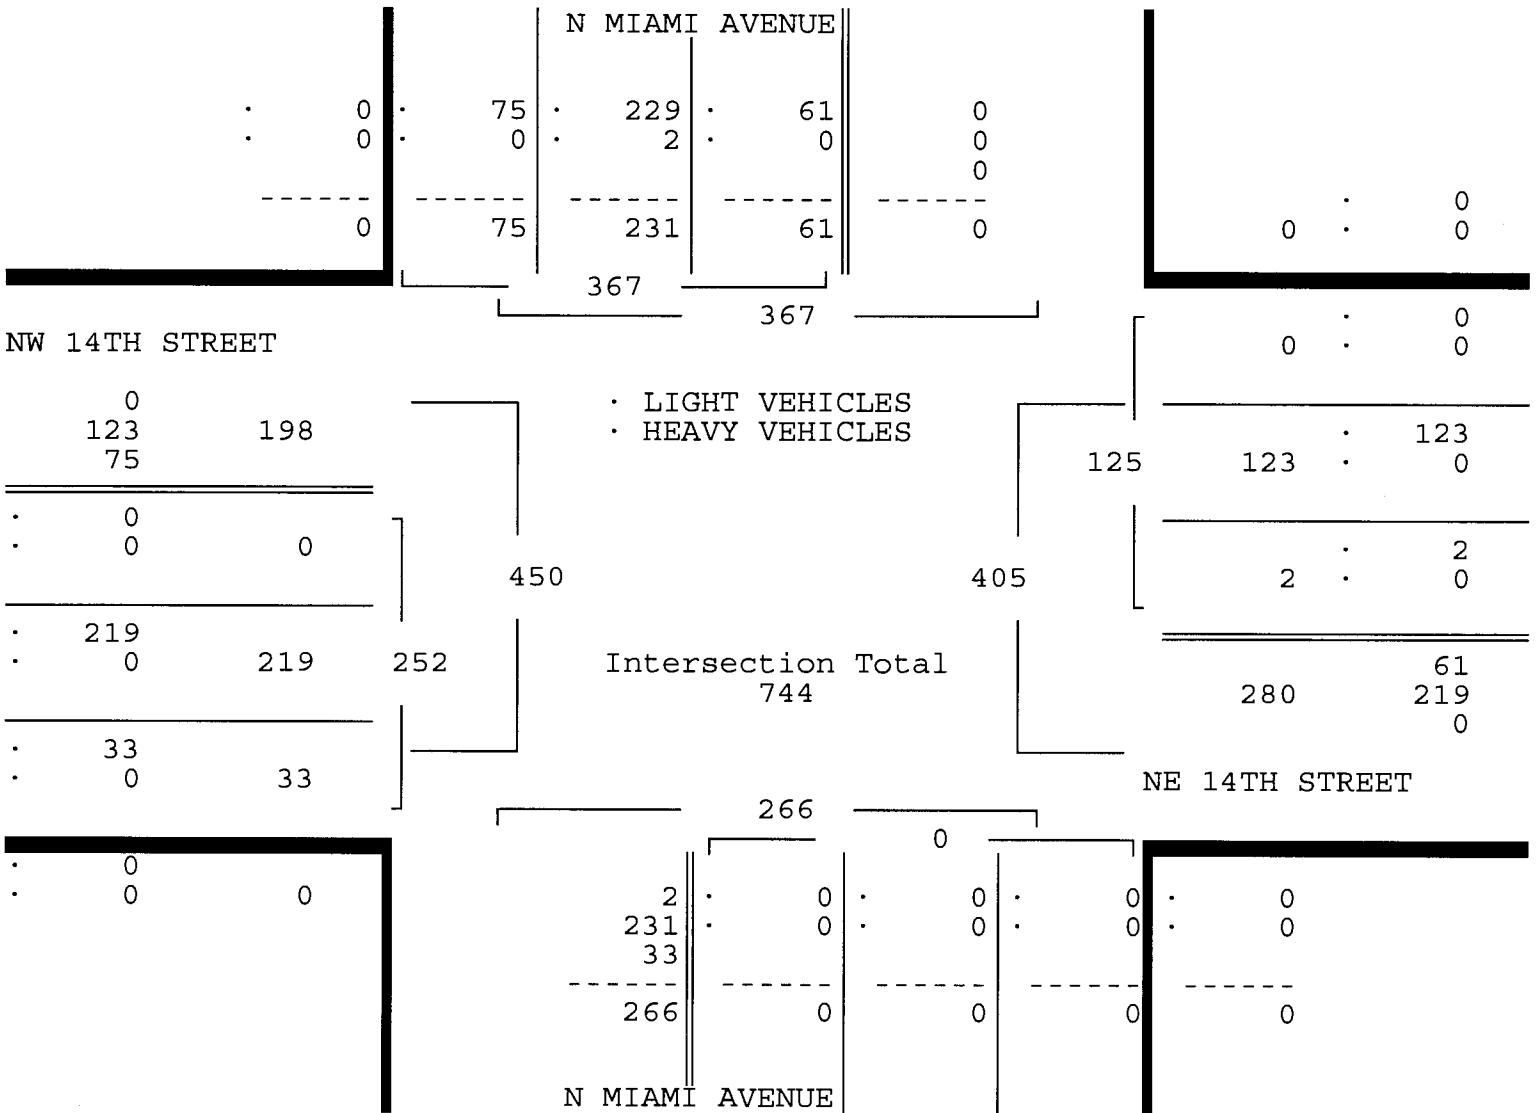 N MIAMI AVENUE
· 0 · 75 · 229 · 61 0
· 0 · 0 · 2 · 0 0
0
------ ------ ------ ------ ------
· 0
0 75 231 61 0 0 · 0
367
367 · 0
NW 14TH STREET 0 · 0
0 · LIGHT VEHICLES
123 198 · HEAVY VEHICLES · 123
75 125 123 · 0
· 0
· 0 0 · 2
450 405 2 · 0
· 219
· 0 219 252 Intersection Total 61
744 280 219
0
· 33
· 0 33 NE 14TH STREET
266
0
· 0
· 0 0 2 · 0 · 0 · 0 · 0
231 · 0 · 0 · 0 · 0
33
------ ------ ------ ------ ------
266 0 0 0 0
N MIAMI AVENUE